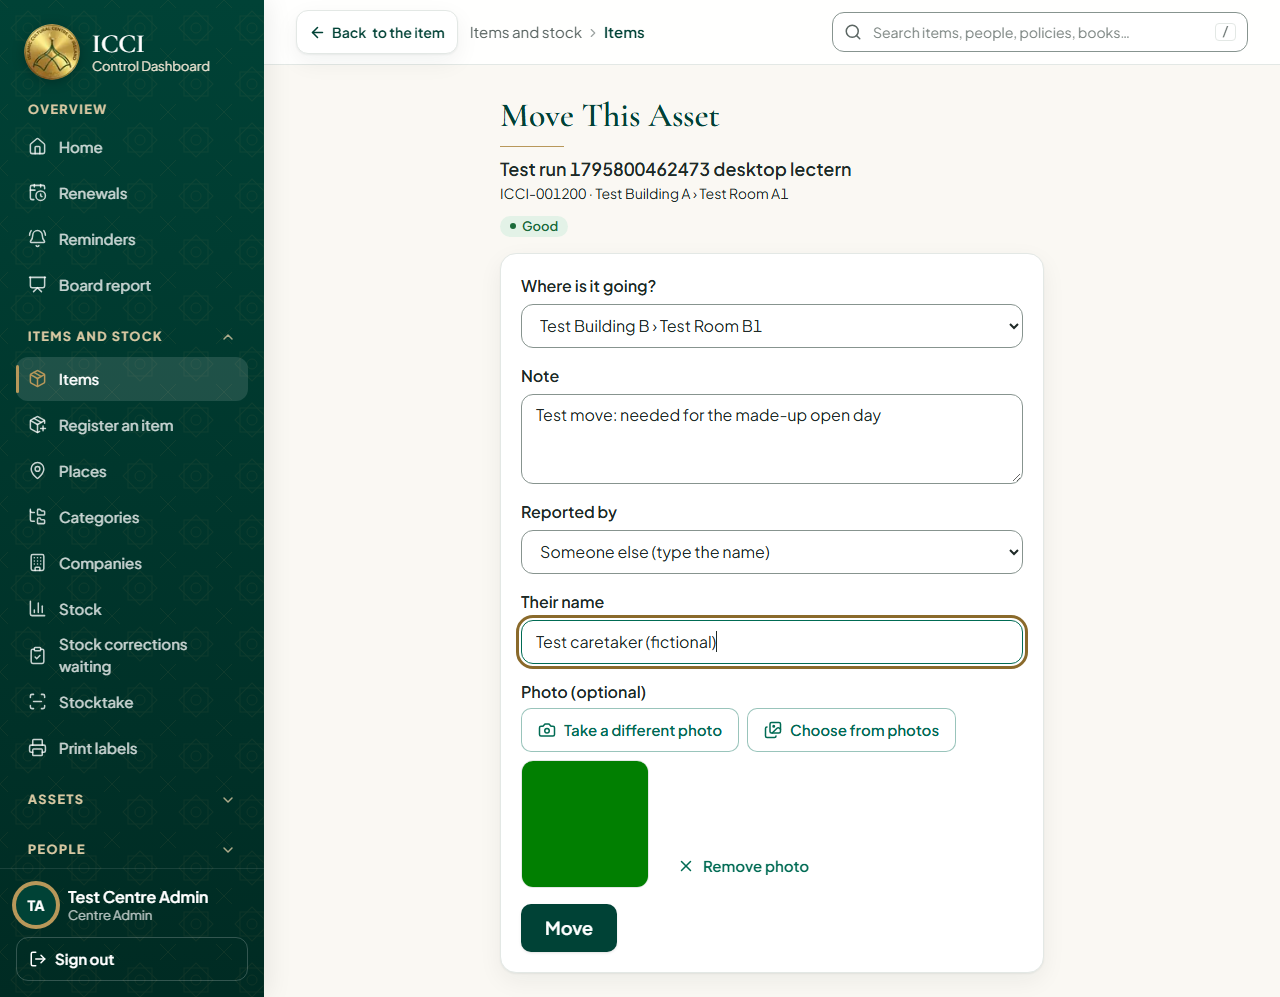 ICCI
Control Dashboard
OVERVIEW
Home
Renewals
Reminders
Board report
ITEMS AND STOCK
Items
Register an item
Places
Categories
Companies
Stock
Stock corrections
waiting
Stocktake
Print labels
ASSETS
PEOPLE
TA
Test Centre Admin
Centre Admin
Sign out
Back to the item
Items and stock › Items
Search items, people, policies, books…
/
Move This Asset
Test run 1795800462473 desktop lectern
ICCI-001200 · Test Building A › Test Room A1
Good
Where is it going?
Test Building B › Test Room B1
Note
Test move: needed for the made-up open day
Reported by
Someone else (type the name)
Their name
Test caretaker (fictional)
Photo (optional)
Take a different photo
Choose from photos
Remove photo
Move